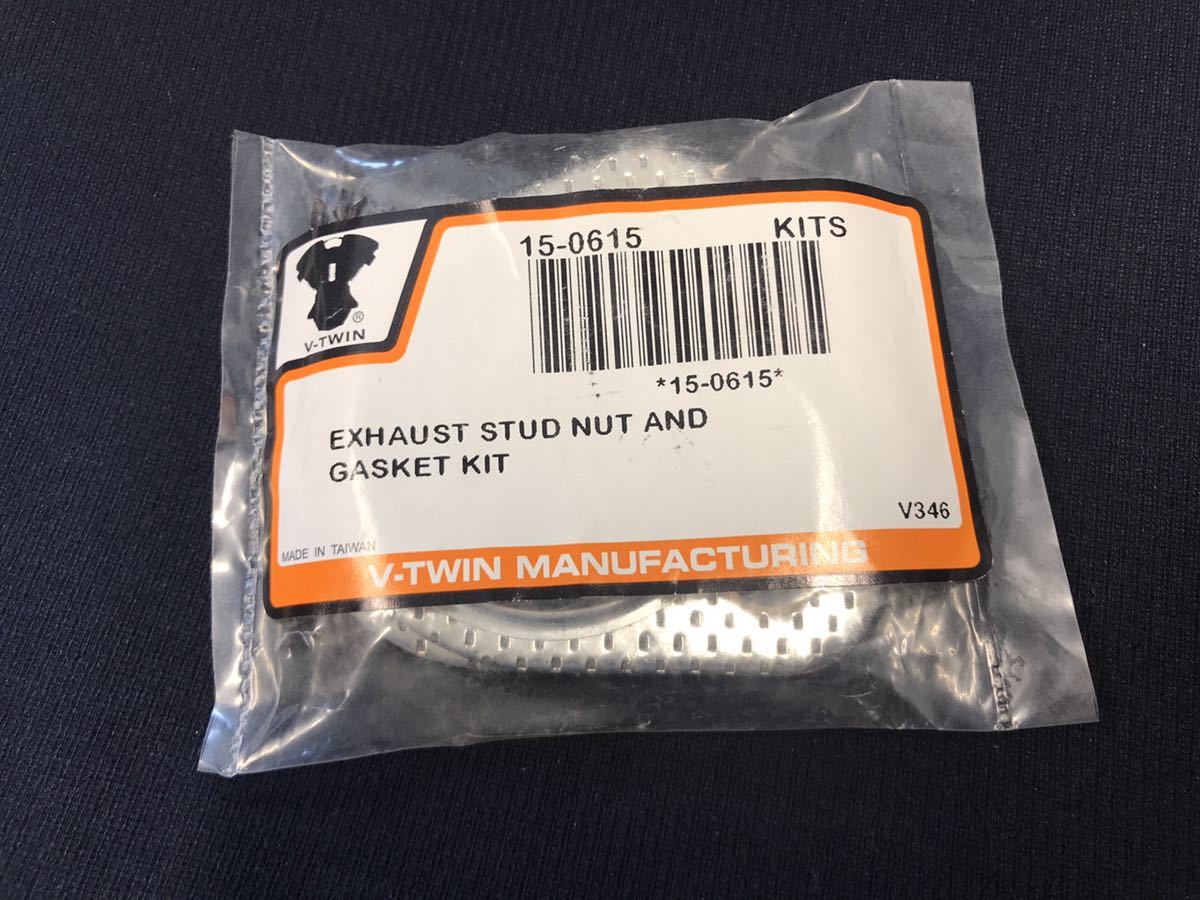 15-0615 KITS
®
V-TWIN
*15-0615*
EXHAUST STUD NUT AND
GASKET KIT
V346
MADE IN TAIWAN
V-TWIN MANUFACTURING